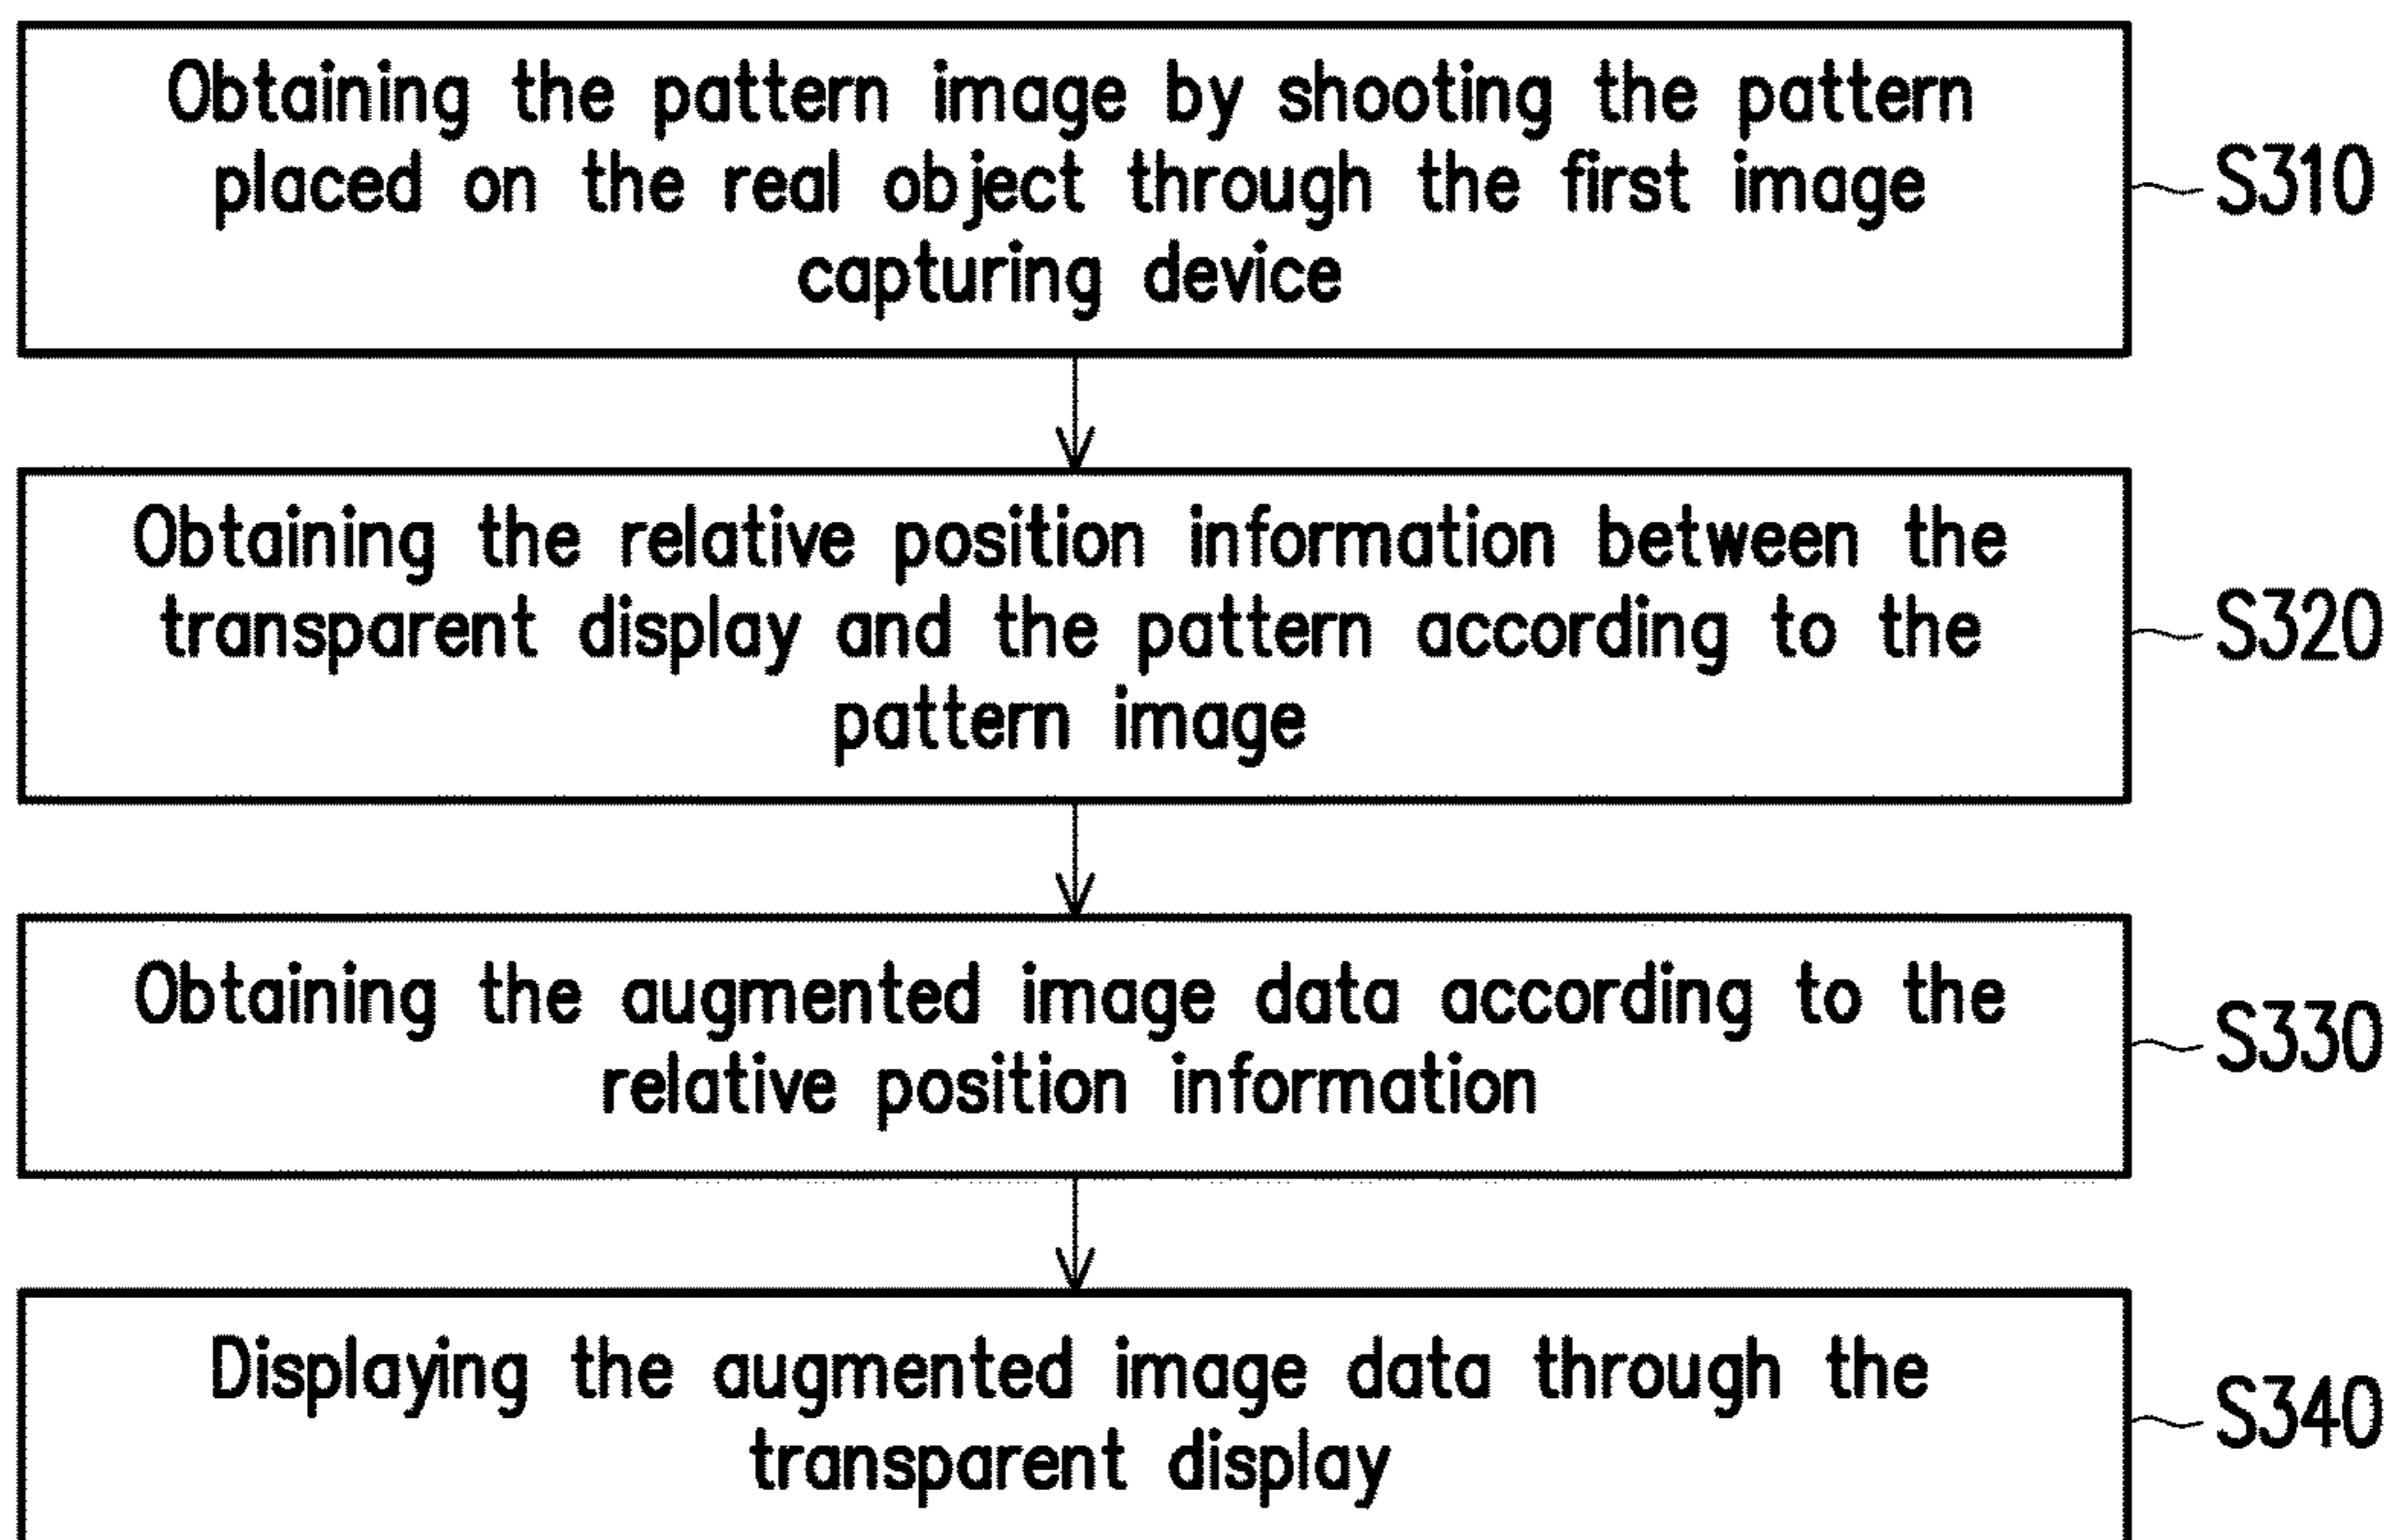 Obtaining the pattern image by shooting the pattern
placed on the real object through the first image
capturing device
S310
Obtaining the relative position information between the
transparent display and the pattern according to the
pattern image
S320
Obtaining the augmented image data according to the
relative position information
S330
Displaying the augmented image data through the
transparent display
S340